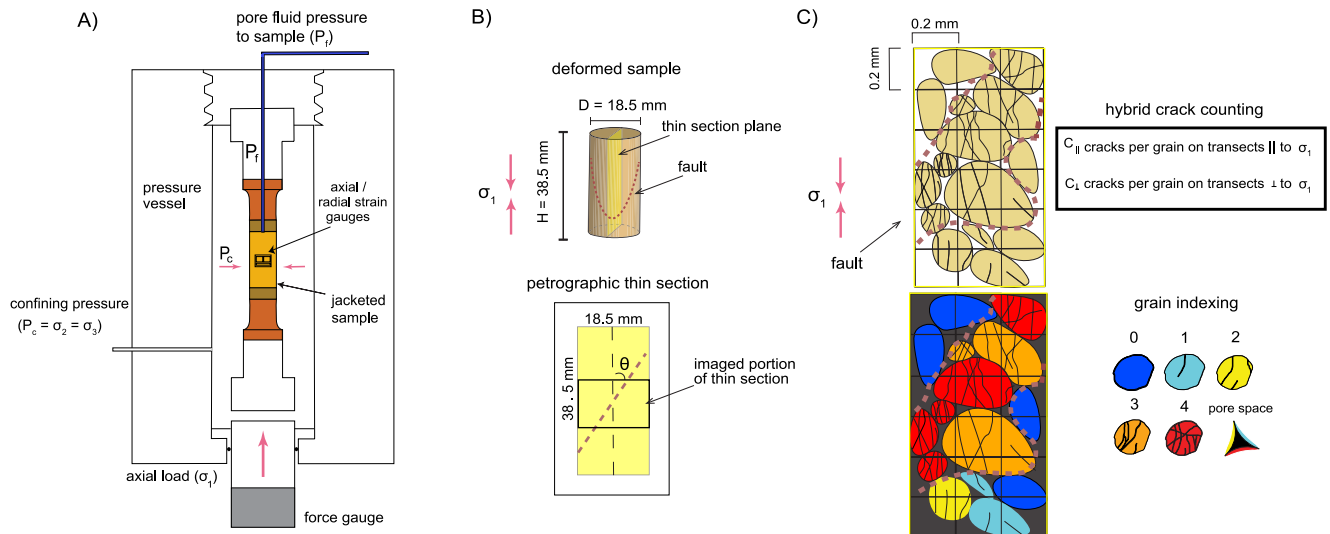 A)
pore fluid pressure
to sample (Pf)
Pf
pressure
vessel
axial /
radial strain
gauges
Pc
jacketed
sample
confining pressure
(Pc = σ2 = σ3)
axial load (σ1)
force gauge
B)
deformed sample
D = 18.5 mm
thin section plane
fault
σ1
H = 38.5 mm
petrographic thin section
18.5 mm
38.5 mm
θ
imaged portion
of thin section
C)
0.2 mm
0.2 mm
σ1
fault
hybrid crack counting
C|| cracks per grain on transects || to σ1
C⊥ cracks per grain on transects ⊥ to σ1
grain indexing
0 1 2
3 4 pore space